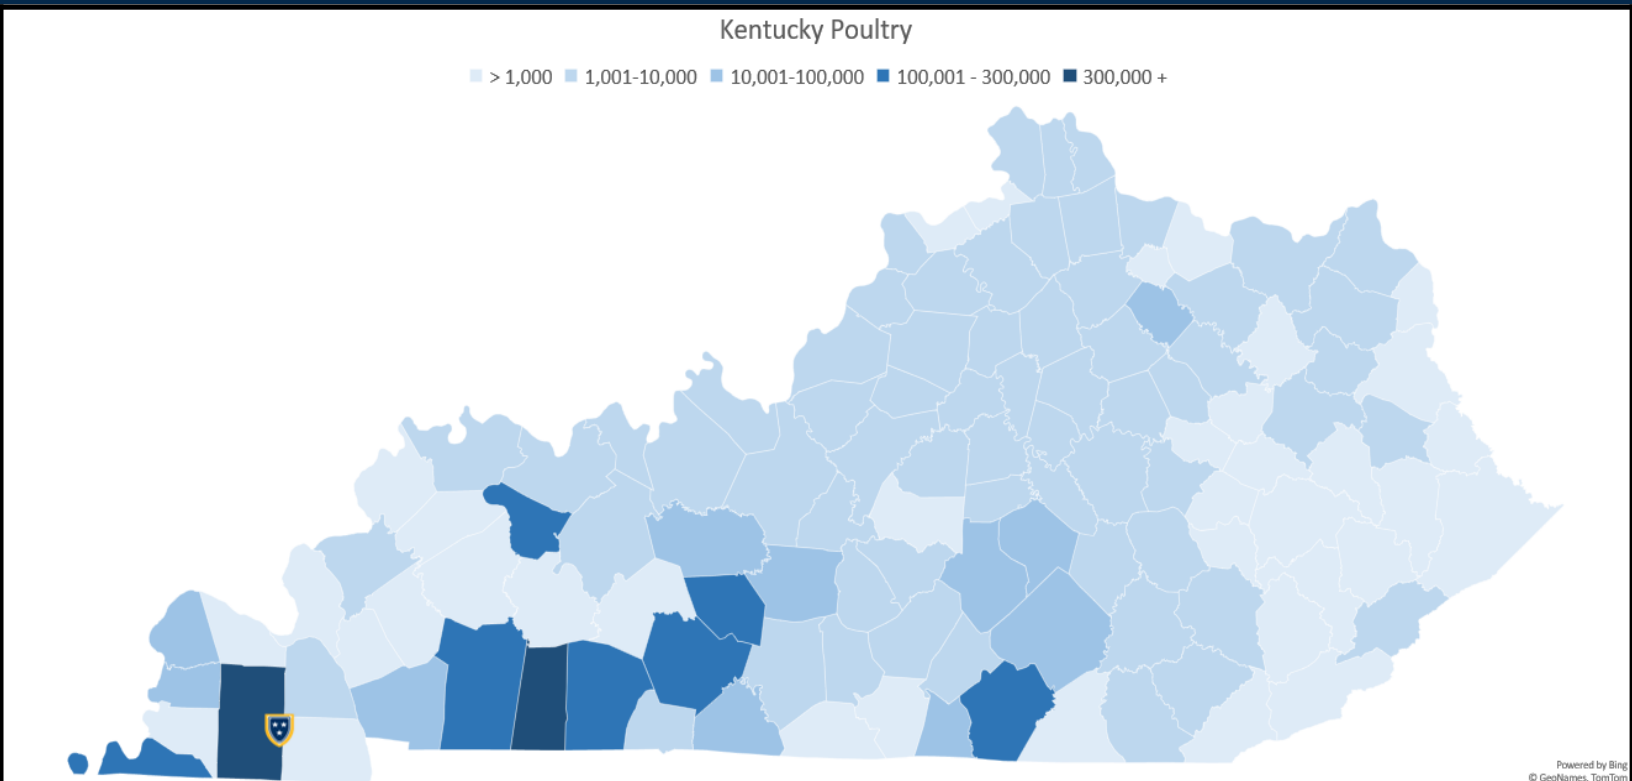 Kentucky Poultry
> 1,000 1,001-10,000 10,001-100,000 100,001 - 300,000 300,000 +
Powered by Bing
© GeoNames, TomTom